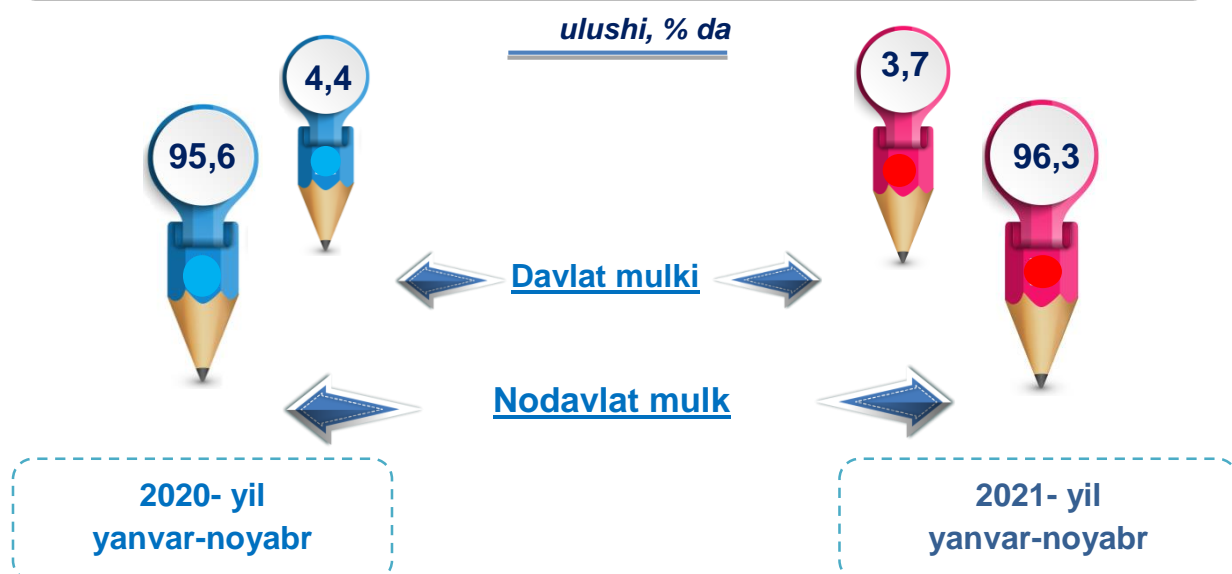 ulushi, % da
4,4
3,7
95,6
96,3
Davlat mulki
Nodavlat mulk
2020- yil
yanvar-noyabr
2021- yil
yanvar-noyabr